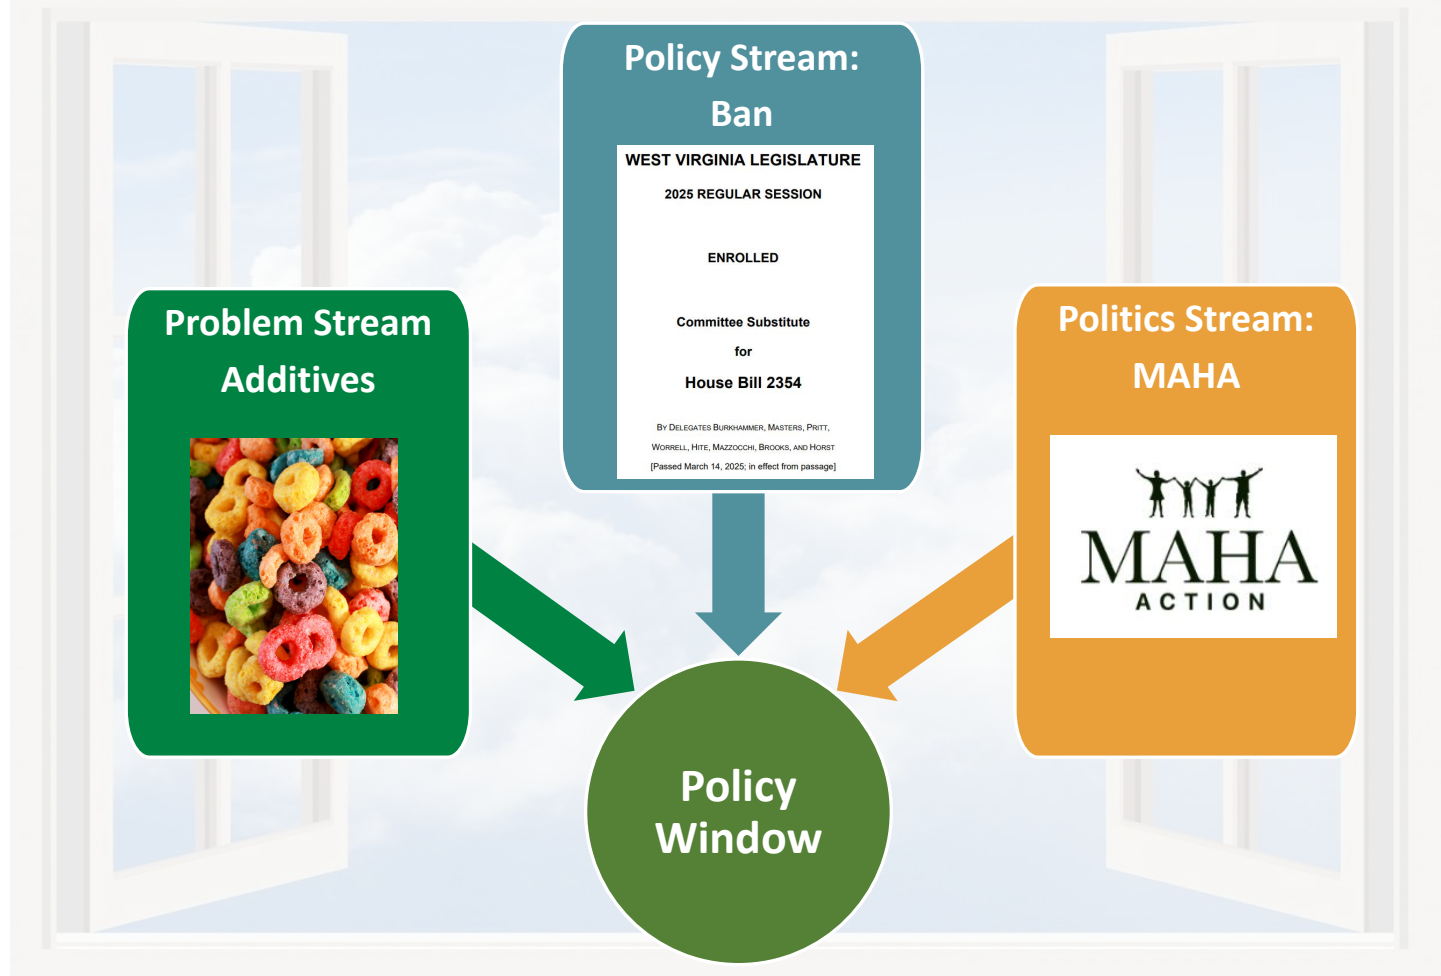 Policy Stream:
Ban
WEST VIRGINIA LEGISLATURE
2025 REGULAR SESSION
ENROLLED
Committee Substitute
for
House Bill 2354
BY DELEGATES BURKHAMMER, MASTERS, PRITT,
WORRELL, HITE, MAZZOCCHI, BROOKS, AND HORST
[Passed March 14, 2025; in effect from passage]
Problem Stream
Additives
Politics Stream:
MAHA
MAHA
ACTION
Policy
Window